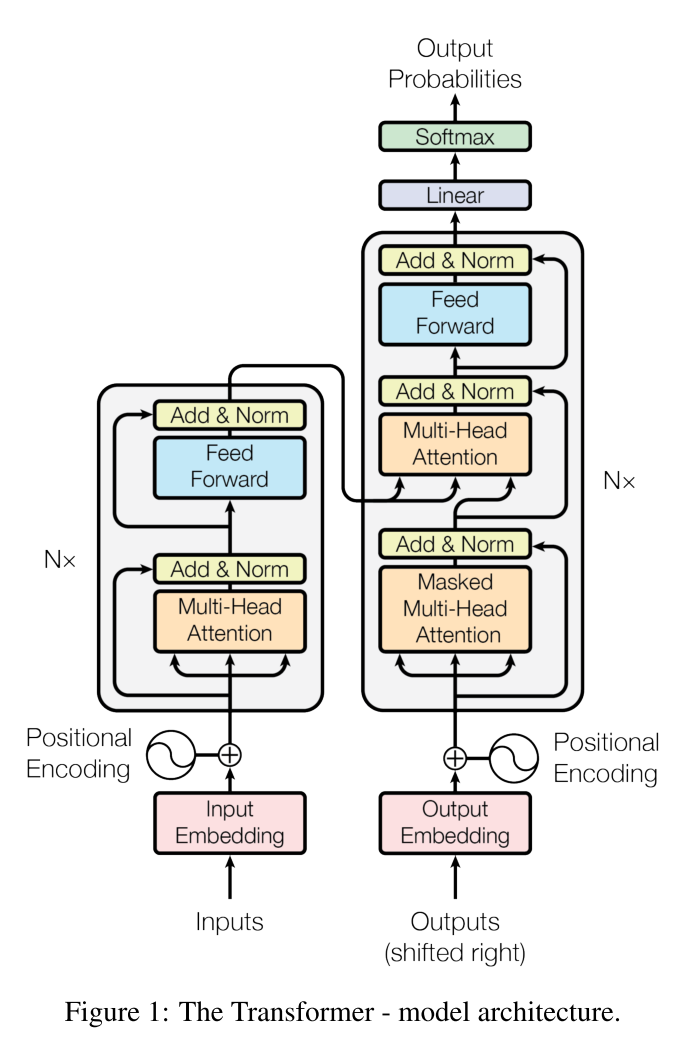 Output
Probabilities
Softmax
Linear
Add & Norm
Feed
Forward
Add & Norm
Multi-Head
Attention
Add & Norm
Masked
Multi-Head
Attention
N×
Add & Norm
Feed
Forward
Add & Norm
Multi-Head
Attention
N×
Positional
Encoding
Positional
Encoding
Input
Embedding
Output
Embedding
Inputs
Outputs
(shifted right)
Figure 1: The Transformer - model architecture.